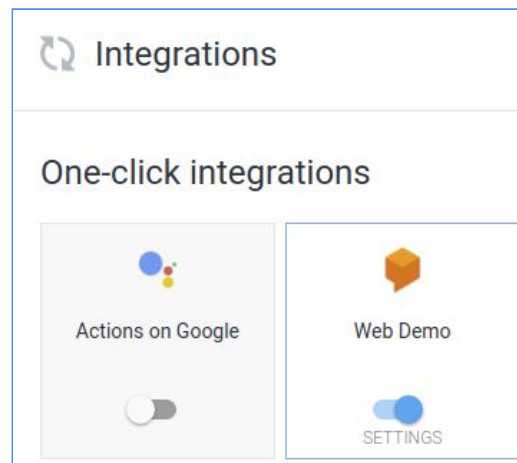 Integrations
One-click integrations
Actions on Google
Web Demo
SETTINGS